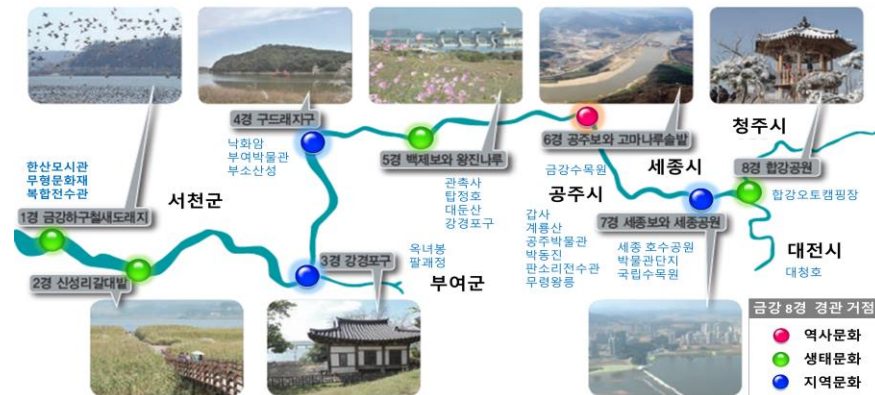 청주시
4경 구드래지구
낙화암
부여박물관
부소산성
5경 백제보와 왕진나루
관촉사
탑정호
대둔산
강경포구
6경 공주보와 고마나루솔밭
금강수목원
세종시
8경 합강공원
합강오토캠핑장
한산모시관
무형문화재
복합전수관
서천군
1경 금강하구철새도래지
2경 신성리갈대밭
3경 강경포구
옥녀봉
팔괘정
부여군
공주시
갑사
계룡산
공주박물관
박동진
판소리전수관
무령왕릉
7경 세종보와 세종공원
세종 호수공원
박물관단지
국립수목원
대전시
대청호
금강 8경 경관 거점
역사문화
생태문화
지역문화